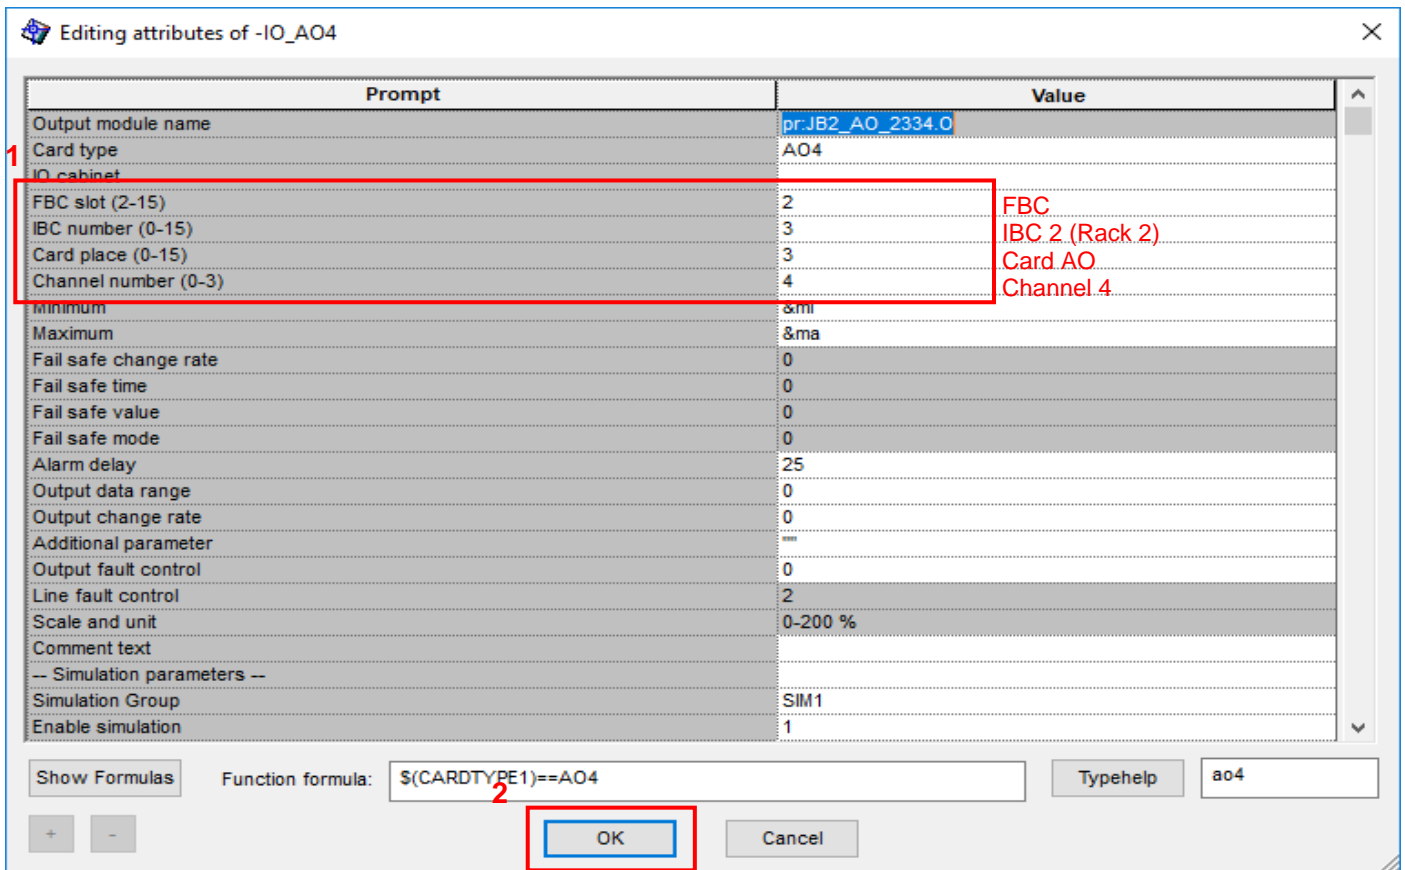 Editing attributes of -IO_AO4
Prompt Value
Output module name pr:JB2_AO_2334.O
1
Card type AO4
IO cabinet
FBC slot (2-15) 2 FBC
IBC number (0-15) 3 IBC 2 (Rack 2)
Card place (0-15) 3 Card AO
Channel number (0-3) 4 Channel 4
Minimum &mi
Maximum &ma
Fail safe change rate 0
Fail safe time 0
Fail safe value 0
Fail safe mode 0
Alarm delay 25
Output data range 0
Output change rate 0
Additional parameter ""
Output fault control 0
Line fault control 2
Scale and unit 0-200 %
Comment text
-- Simulation parameters --
Simulation Group SIM1
Enable simulation 1
Show Formulas Function formula: $(CARDTYPE1)==AO4 Typehelp ao4
2
+ - OK Cancel